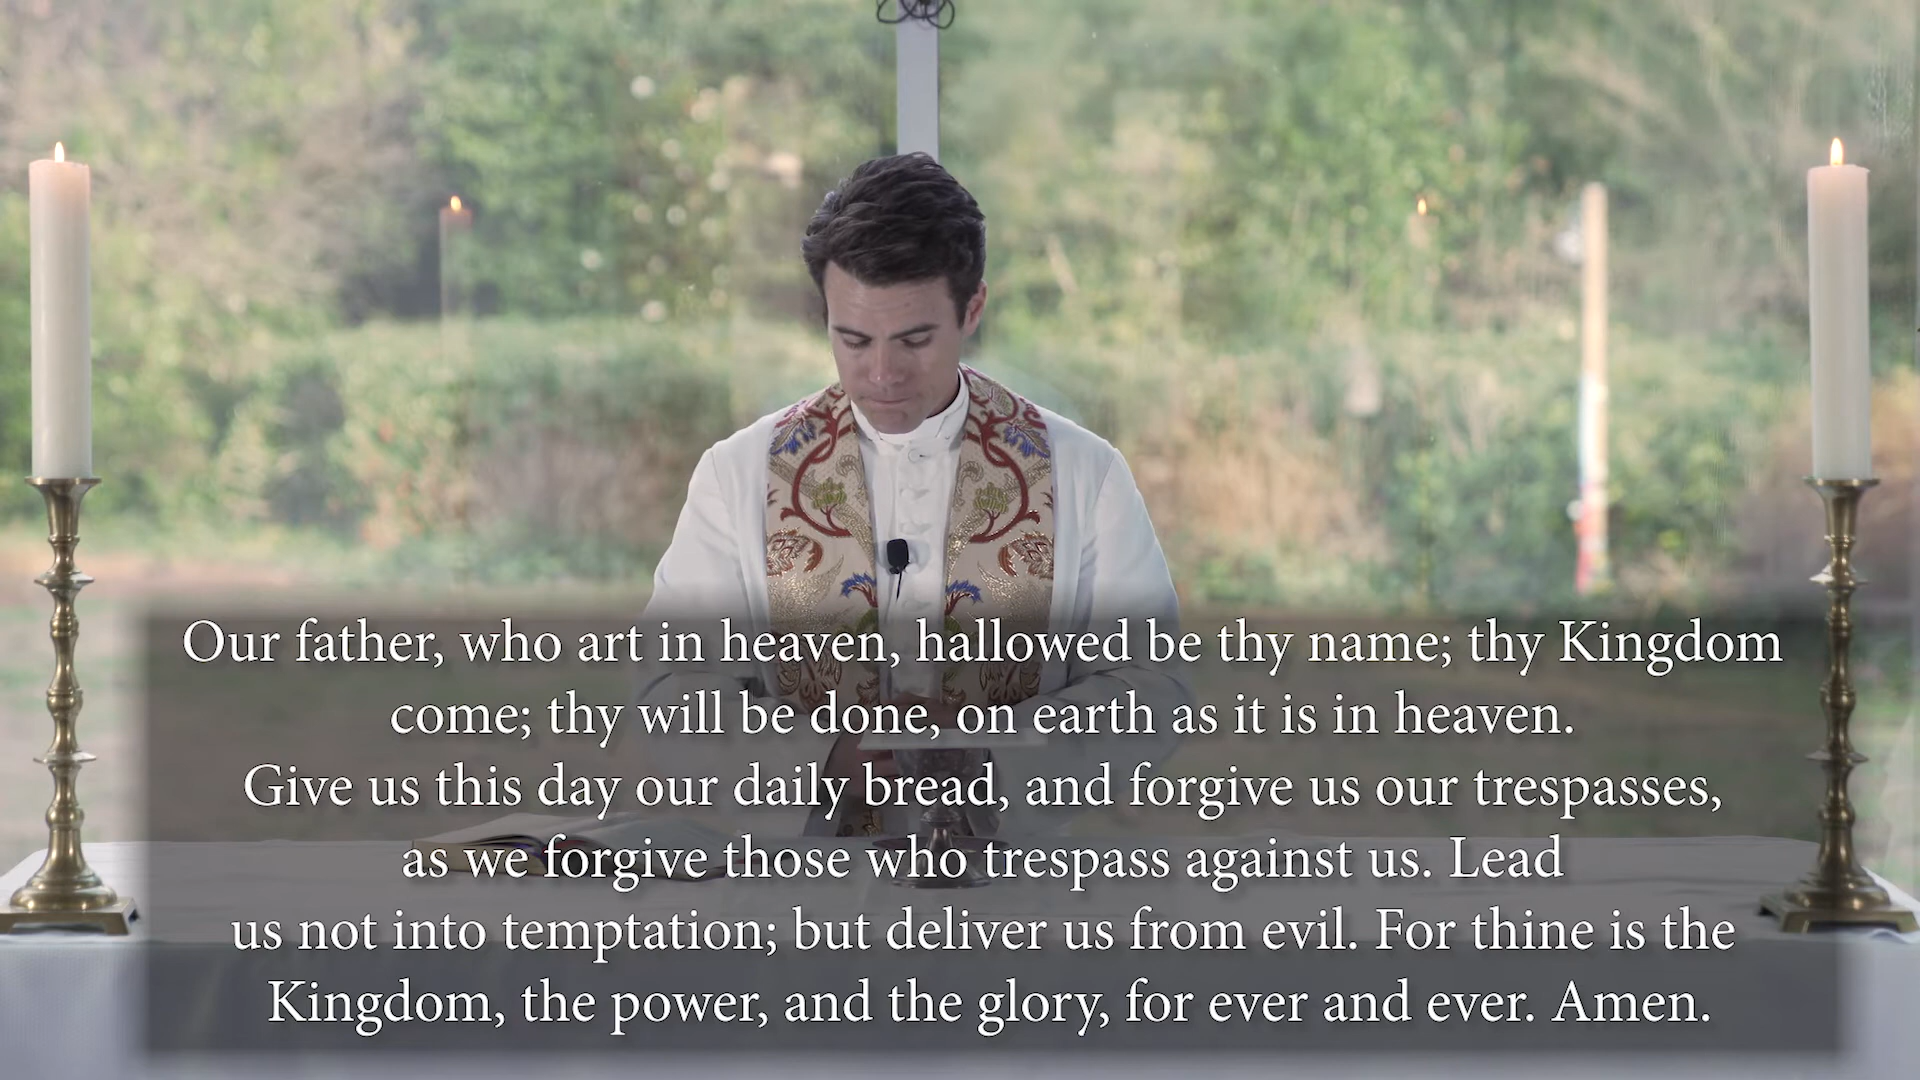 Our father, who art in heaven, hallowed be thy name; thy Kingdom
come; thy will be done, on earth as it is in heaven.
Give us this day our daily bread, and forgive us our trespasses,
as we forgive those who trespass against us. Lead
us not into temptation; but deliver us from evil. For thine is the
Kingdom, the power, and the glory, for ever and ever. Amen.